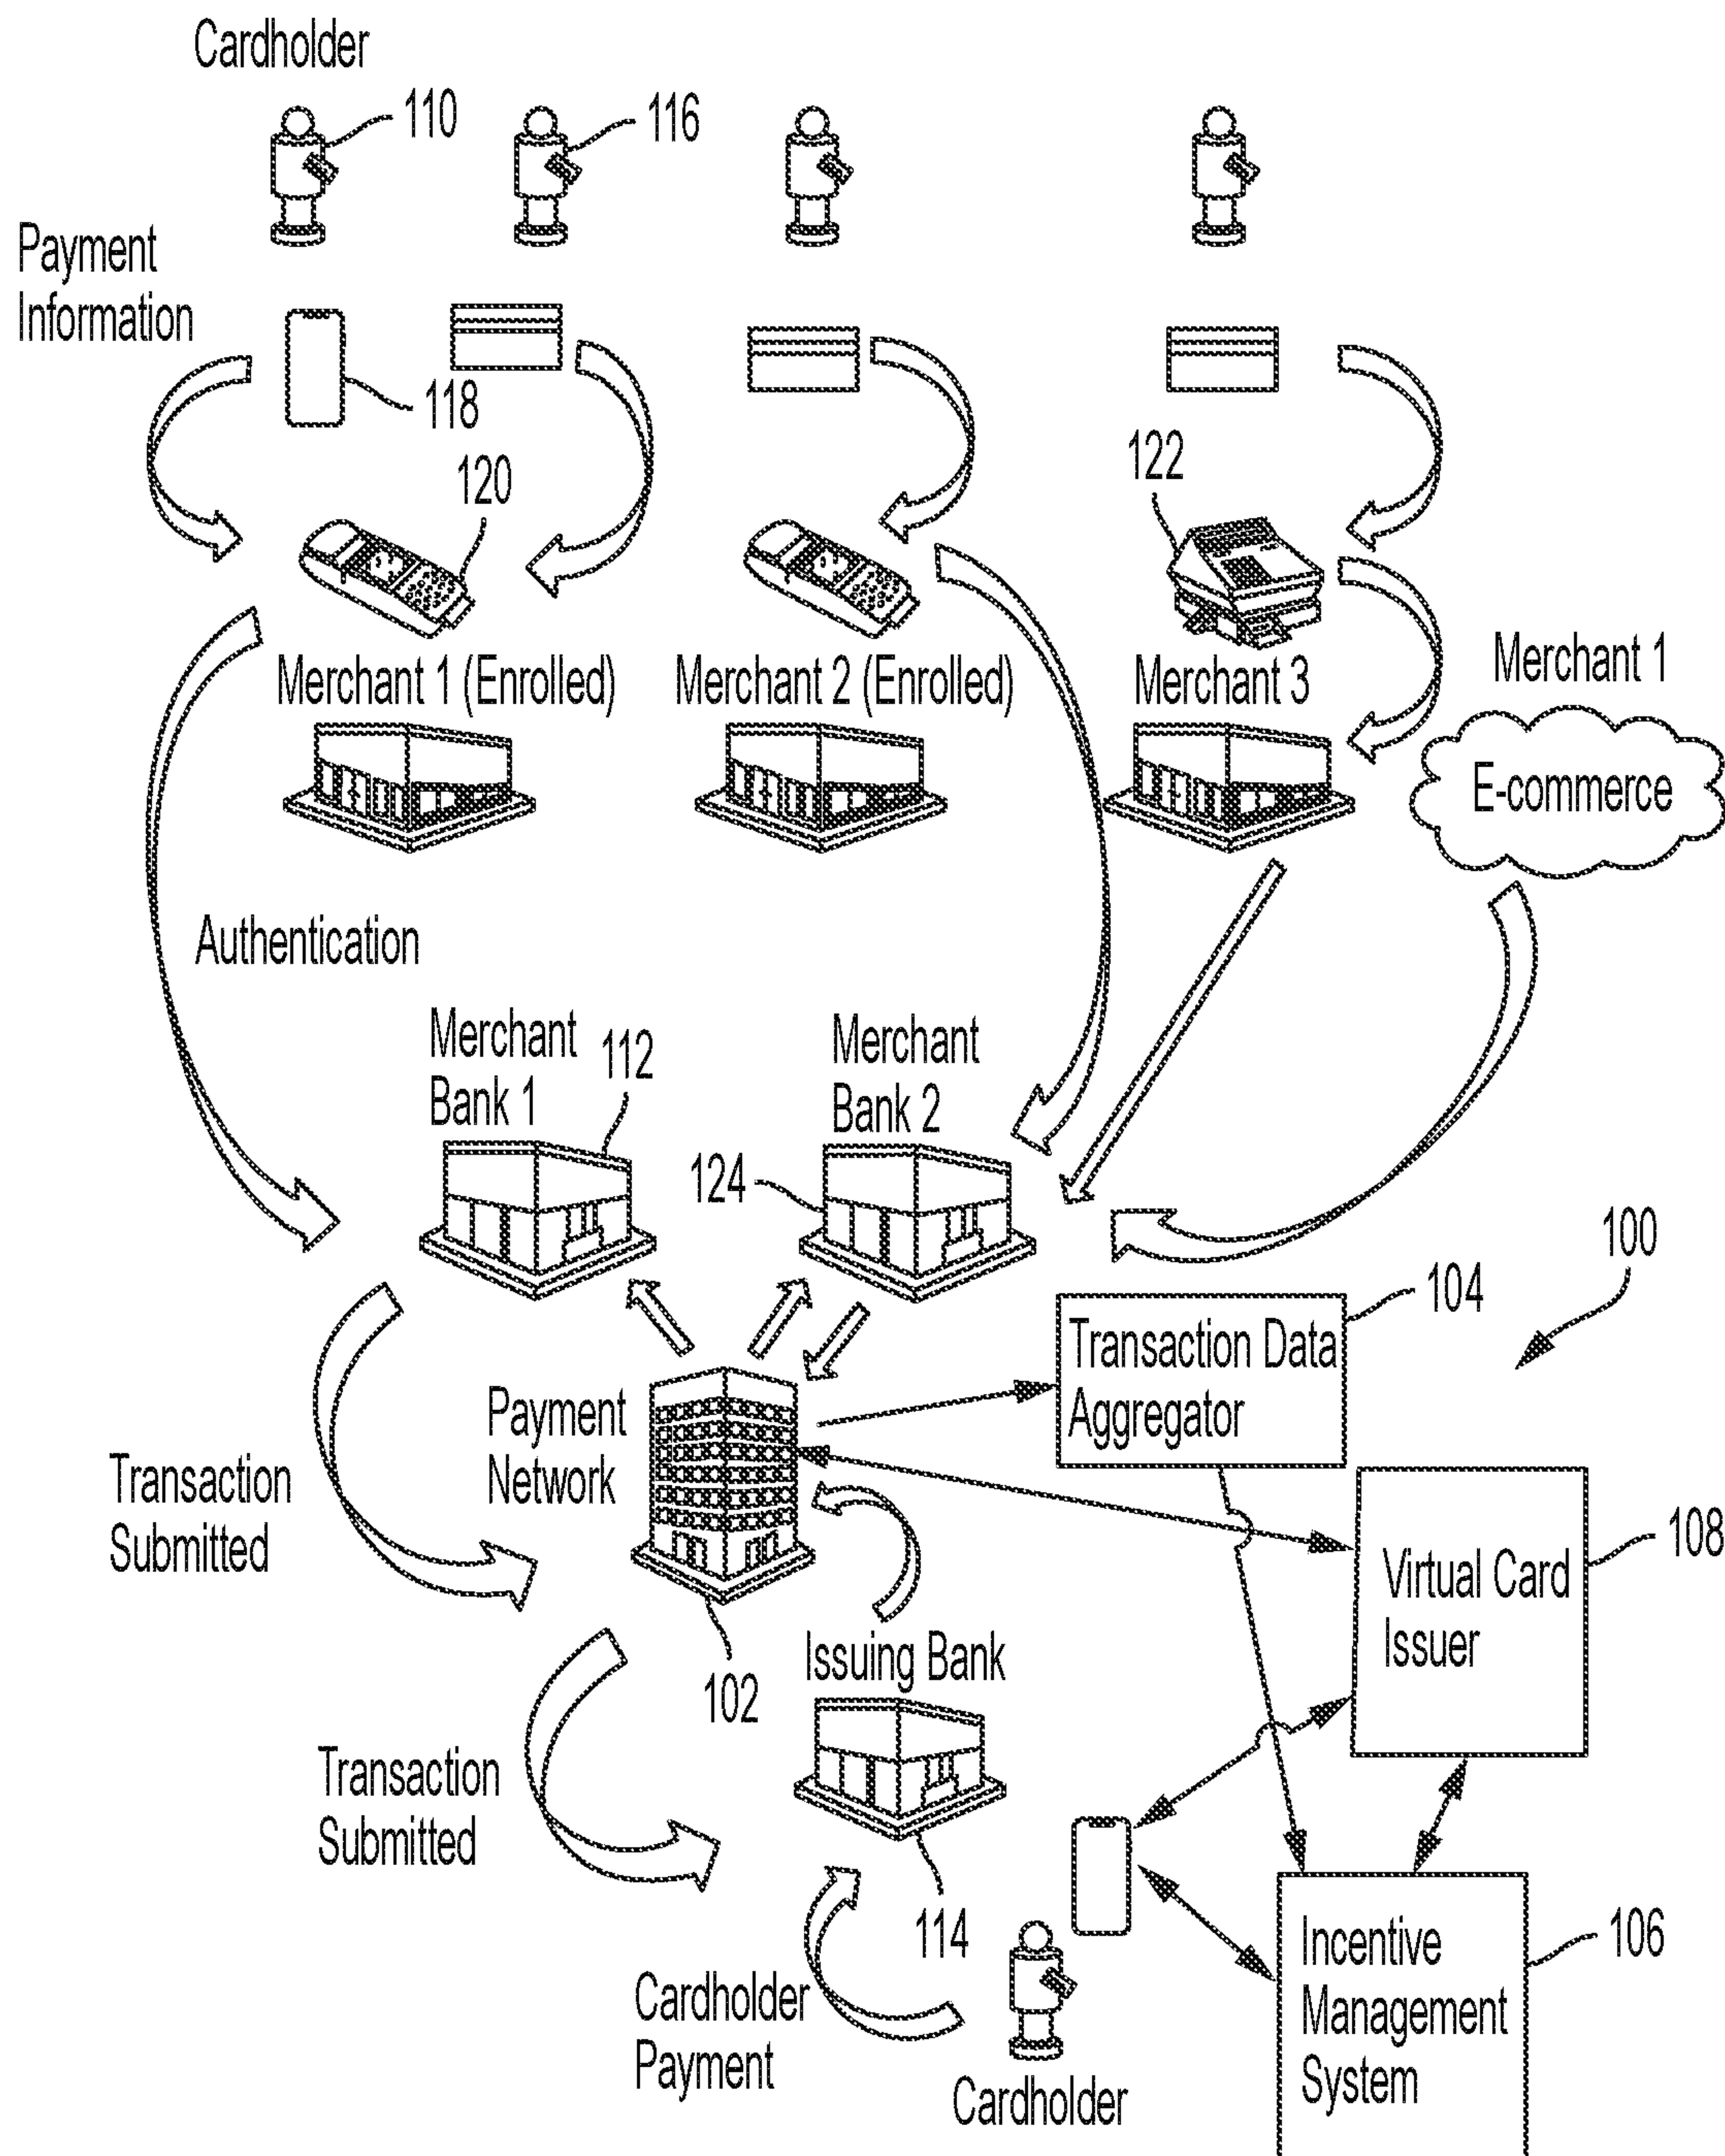 Cardholder
110
116
Payment
Information
118
120
122
Merchant 1 (Enrolled)
Merchant 2 (Enrolled)
Merchant 3
Merchant 1
E-commerce
Authentication
Merchant
Bank 1
112
Merchant
Bank 2
124
100
104
Transaction Data
Aggregator
Payment
Network
Transaction
Submitted
108
Virtual Card
Issuer
102
Issuing Bank
Transaction
Submitted
114
106
Incentive
Management
System
Cardholder
Payment
Cardholder